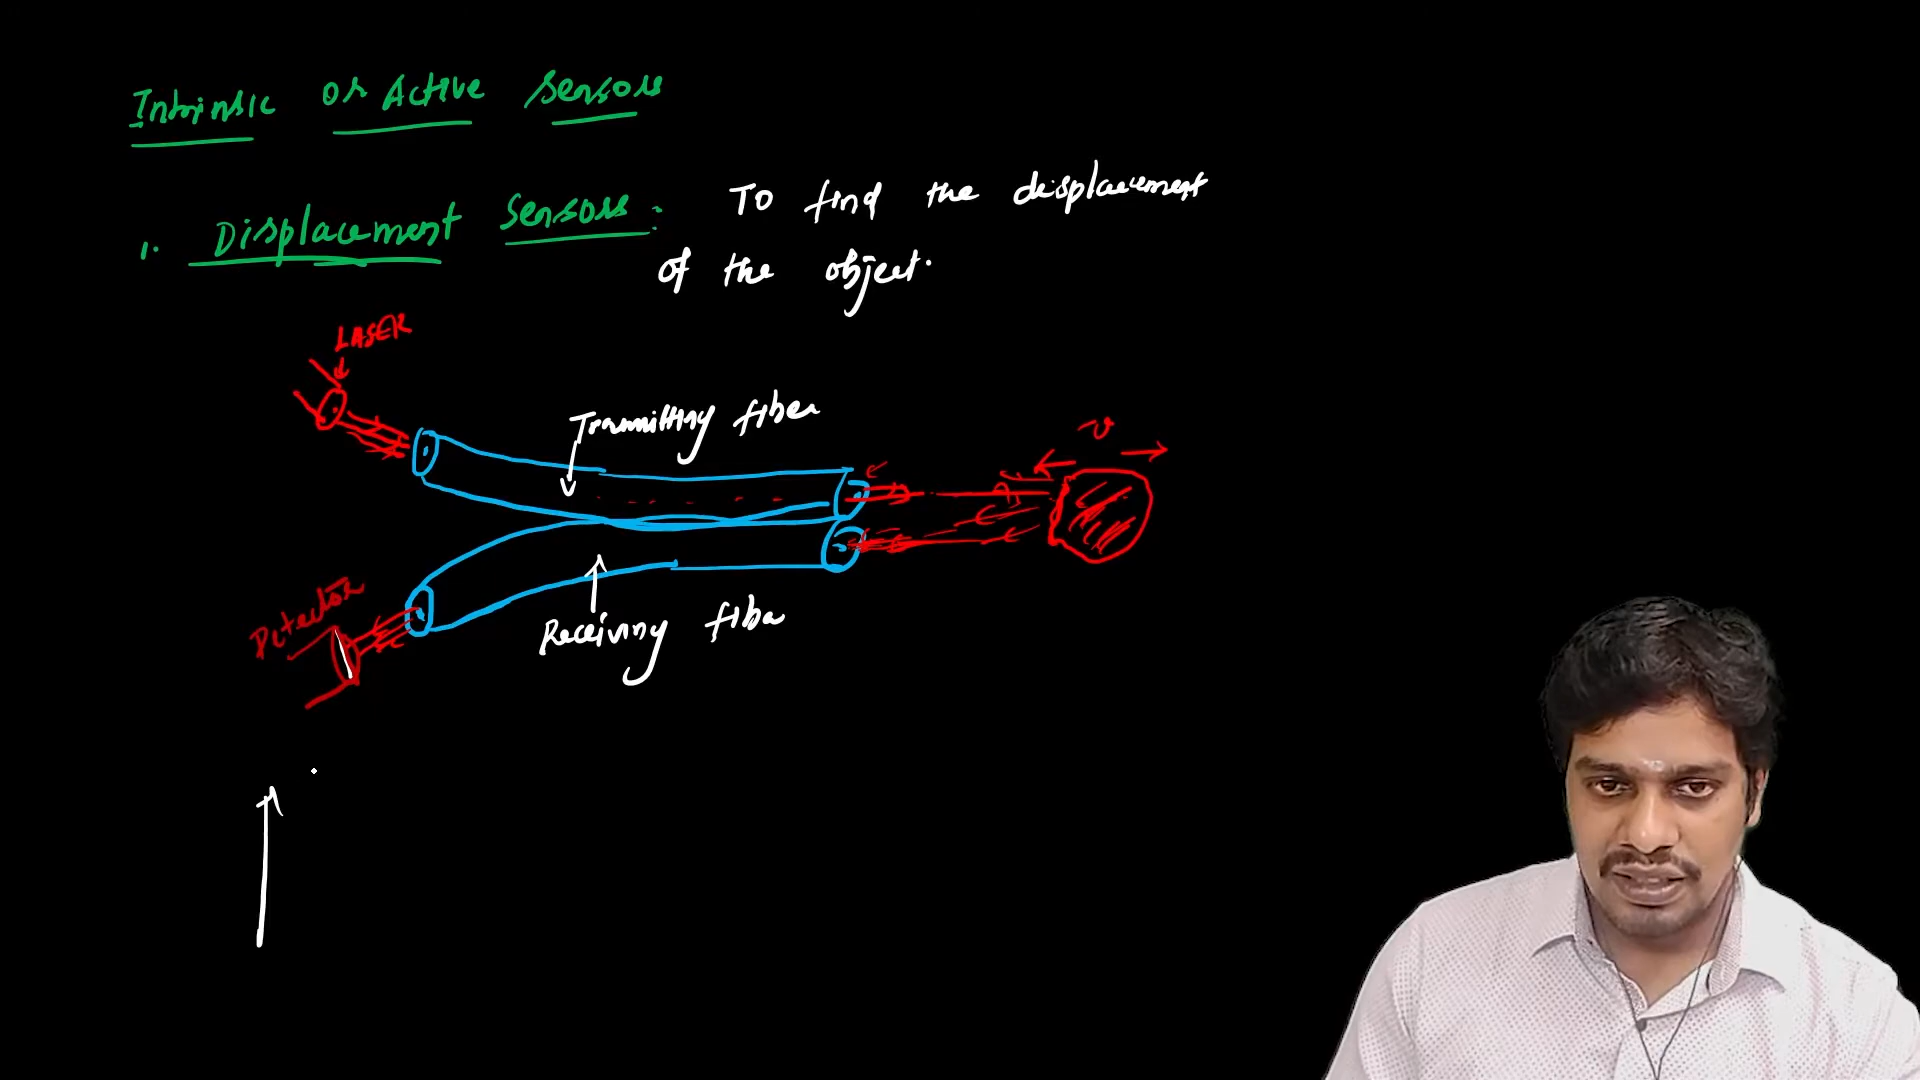 Intrinsic or Active Sensors
1. Displacement Sensors: To find the displacement
of the object.
LASER
Transmitting fiber
v
Detector
Receiving fiber